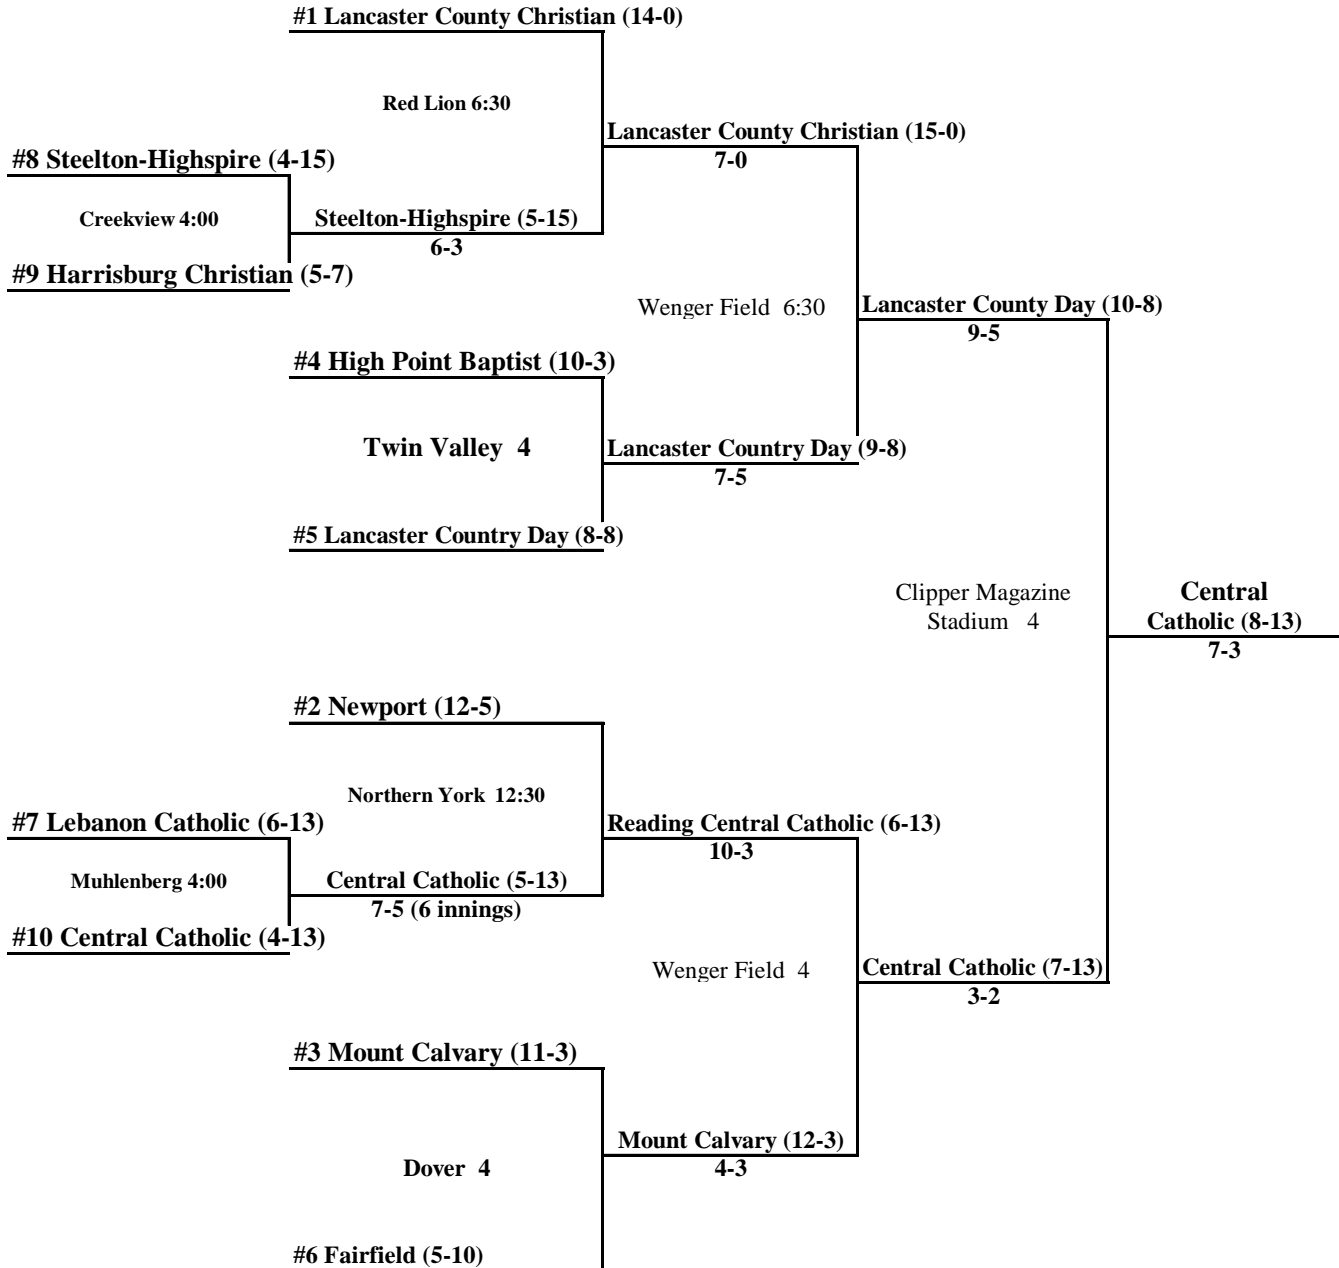 #1 Lancaster County Christian (14-0)
Red Lion 6:30
Lancaster County Christian (15-0)
7-0
#8 Steelton-Highspire (4-15)
Creekview 4:00
Steelton-Highspire (5-15)
6-3
#9 Harrisburg Christian (5-7)
Wenger Field 6:30
Lancaster County Day (10-8)
9-5
#4 High Point Baptist (10-3)
Twin Valley 4
Lancaster Country Day (9-8)
7-5
#5 Lancaster Country Day (8-8)
Clipper Magazine
Stadium 4
Central
Catholic (8-13)
7-3
#2 Newport (12-5)
Northern York 12:30
#7 Lebanon Catholic (6-13)
Reading Central Catholic (6-13)
10-3
Muhlenberg 4:00
Central Catholic (5-13)
7-5 (6 innings)
#10 Central Catholic (4-13)
Wenger Field 4
Central Catholic (7-13)
3-2
#3 Mount Calvary (11-3)
Mount Calvary (12-3)
4-3
Dover 4
#6 Fairfield (5-10)